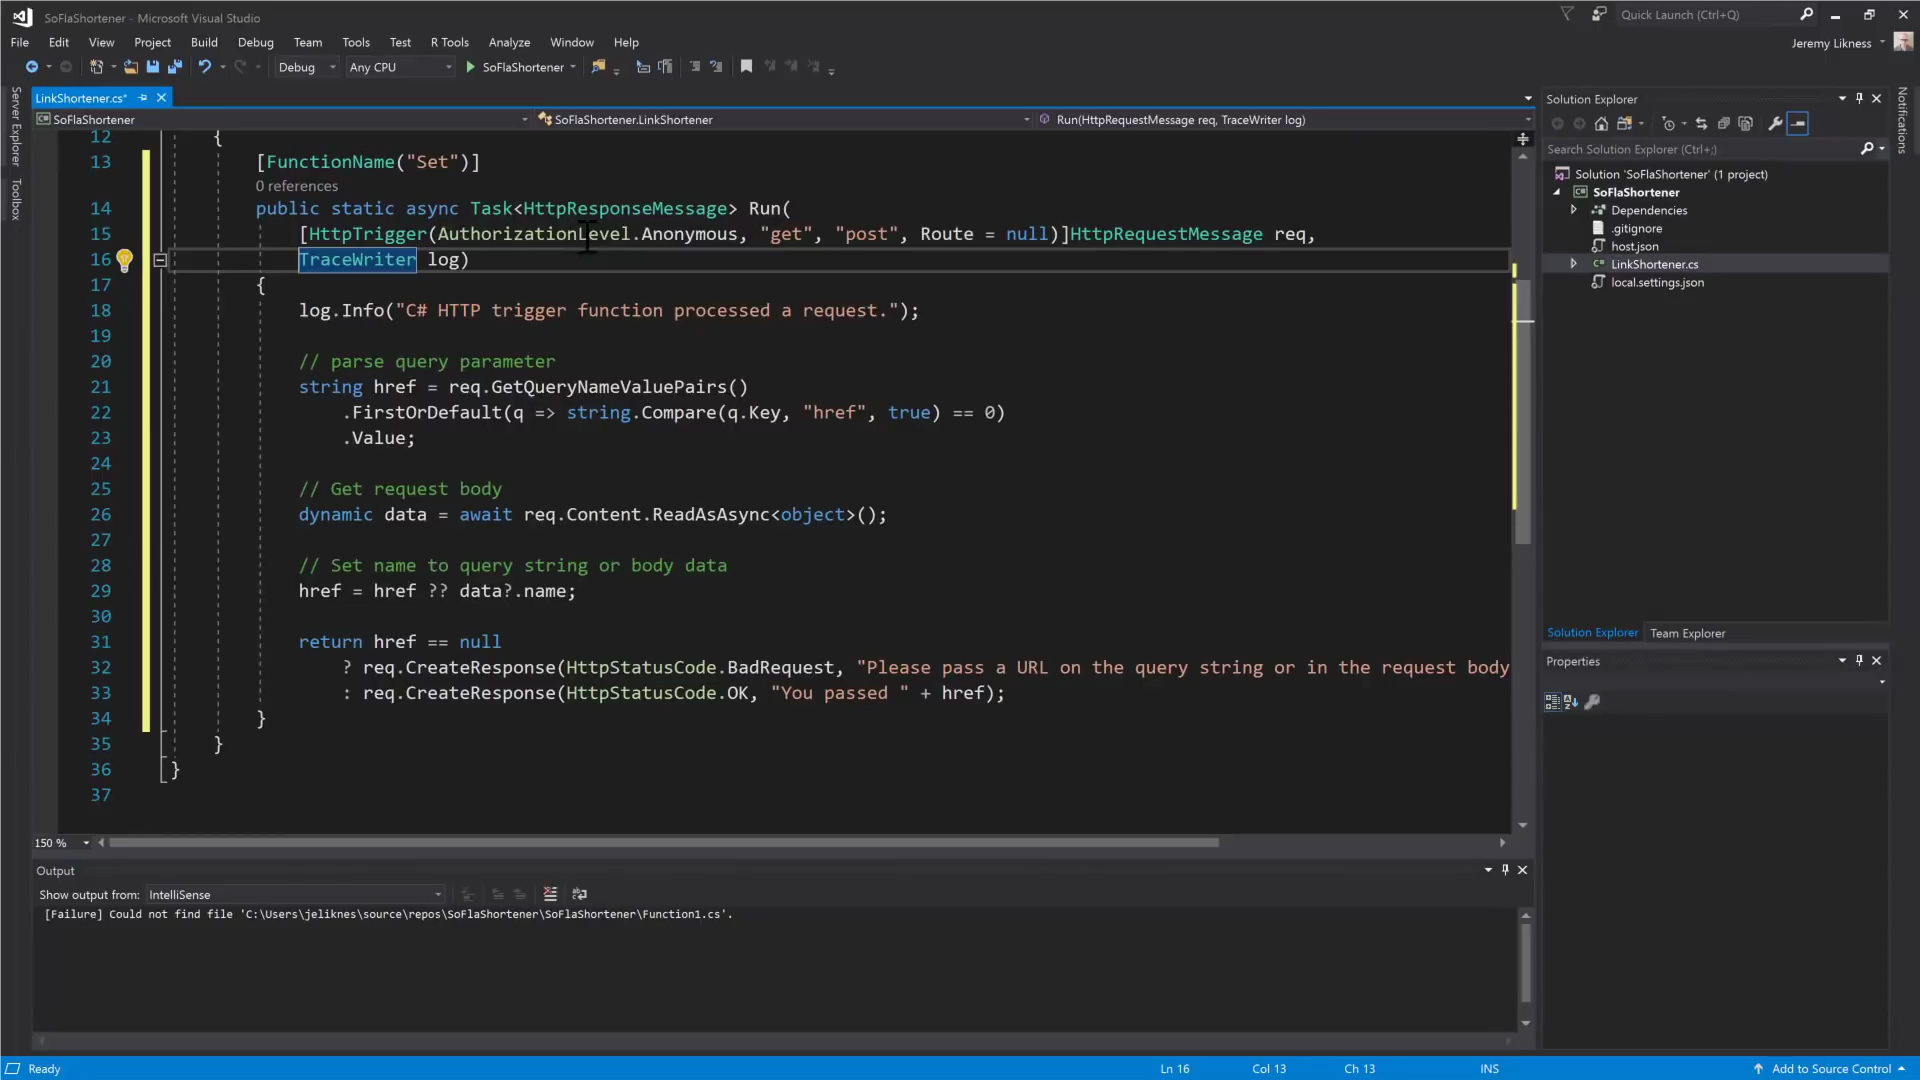 SoFlaShortener - Microsoft Visual Studio
Quick Launch (Ctrl+Q)
File Edit View Project Build Debug Team Tools Test R Tools Analyze Window Help
Jeremy Likness
Debug Any CPU SoFlaShortener
Server Explorer
Toolbox
LinkShortener.cs*
SoFlaShortener SoFlaShortener.LinkShortener Run(HttpRequestMessage req, TraceWriter log)
12 {
13 [FunctionName("Set")]
0 references
14 public static async Task<HttpResponseMessage> Run(
15 [HttpTrigger(AuthorizationLevel.Anonymous, "get", "post", Route = null)]HttpRequestMessage req,
16 TraceWriter log)
17 {
18 log.Info("C# HTTP trigger function processed a request.");
19
20 // parse query parameter
21 string href = req.GetQueryNameValuePairs()
22 .FirstOrDefault(q => string.Compare(q.Key, "href", true) == 0)
23 .Value;
24
25 // Get request body
26 dynamic data = await req.Content.ReadAsAsync<object>();
27
28 // Set name to query string or body data
29 href = href ?? data?.name;
30
31 return href == null
32 ? req.CreateResponse(HttpStatusCode.BadRequest, "Please pass a URL on the query string or in the request body
33 : req.CreateResponse(HttpStatusCode.OK, "You passed " + href);
34 }
35 }
36 }
37
150 %
Output
Show output from: IntelliSense
[Failure] Could not find file 'C:\Users\jeliknes\source\repos\SoFlaShortener\SoFlaShortener\Function1.cs'.
Solution Explorer
Search Solution Explorer (Ctrl+;)
Solution 'SoFlaShortener' (1 project)
SoFlaShortener
Dependencies
.gitignore
host.json
C# LinkShortener.cs
local.settings.json
Solution Explorer Team Explorer
Properties
Notifications
Ready Ln 16 Col 13 Ch 13 INS Add to Source Control